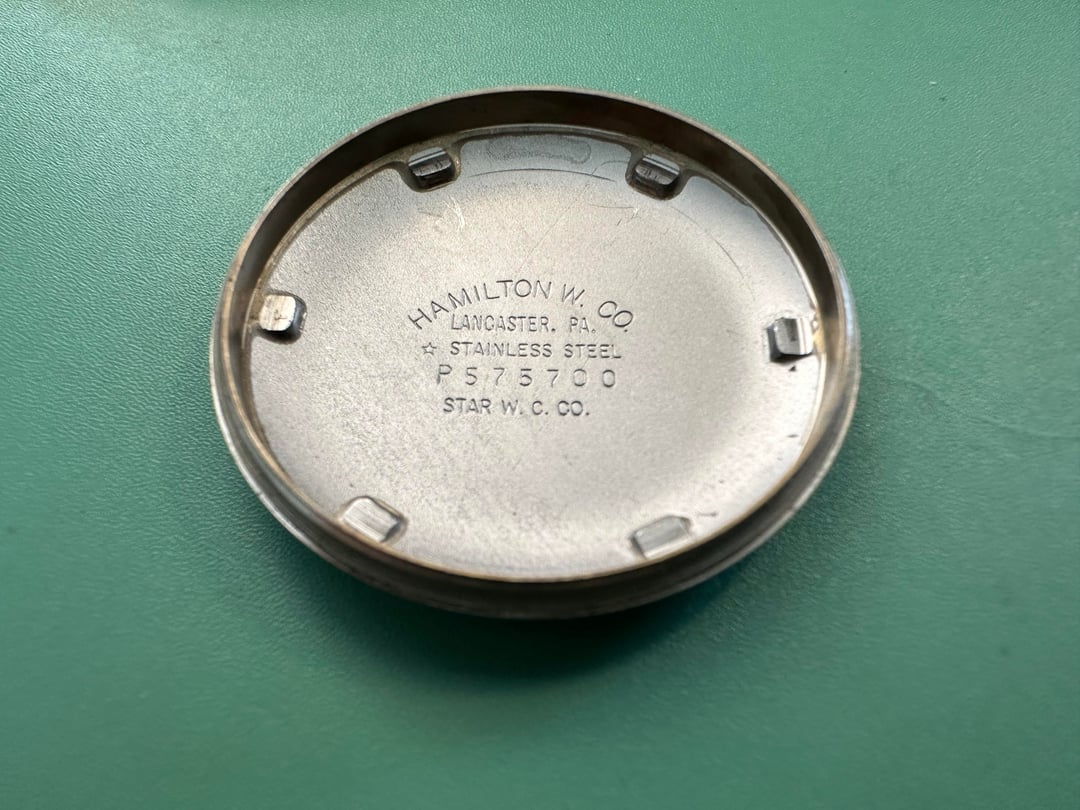 HAMILTON W. CO.
LANCASTER, PA.
☆ STAINLESS STEEL
P575700
STAR W. C. CO.